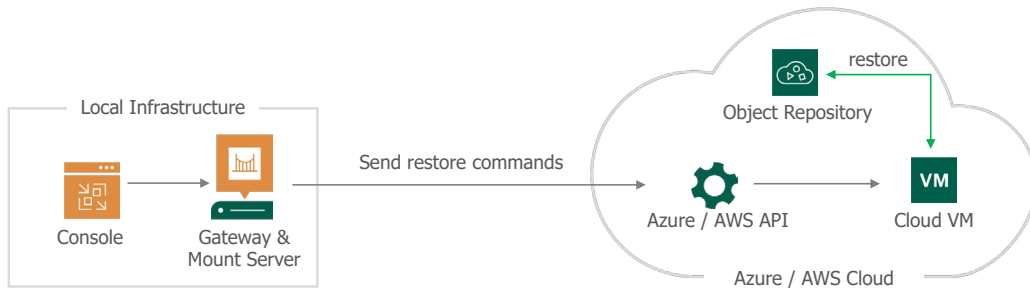 Local Infrastructure
Console
Gateway &
Mount Server
Send restore commands
restore
Object Repository
Azure / AWS API
VM
Cloud VM
Azure / AWS Cloud